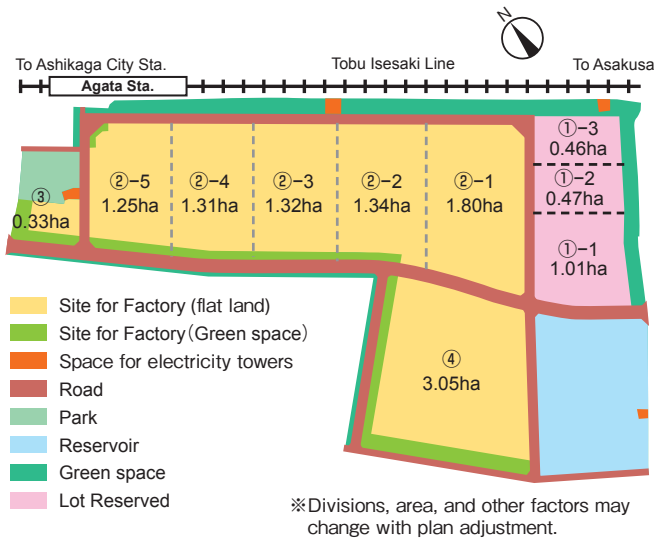 N
To Ashikaga City Sta.
Tobu Isesaki Line
To Asakusa
Agata Sta.
①-3
0.46ha
①-2
0.47ha
①-1
1.01ha
②-5
1.25ha
②-4
1.31ha
②-3
1.32ha
②-2
1.34ha
②-1
1.80ha
③
0.33ha
④
3.05ha
Site for Factory (flat land)
Site for Factory(Green space)
Space for electricity towers
Road
Park
Reservoir
Green space
Lot Reserved
※Divisions, area, and other factors may
change with plan adjustment.